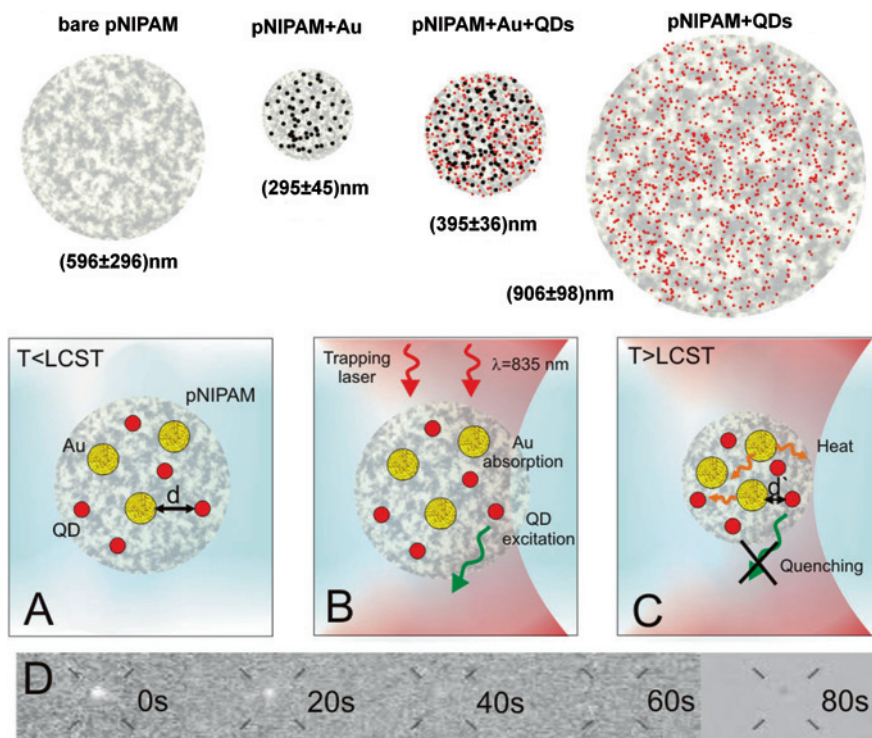 bare pNIPAM
pNIPAM+Au
pNIPAM+Au+QDs
pNIPAM+QDs
(596±296)nm
(295±45)nm
(395±36)nm
(906±98)nm
T<LCST
pNIPAM
Au
d
QD
A
Trapping
laser
λ=835 nm
Au
absorption
QD
excitation
B
T>LCST
Heat
d`
Quenching
C
D
0s
20s
40s
60s
80s